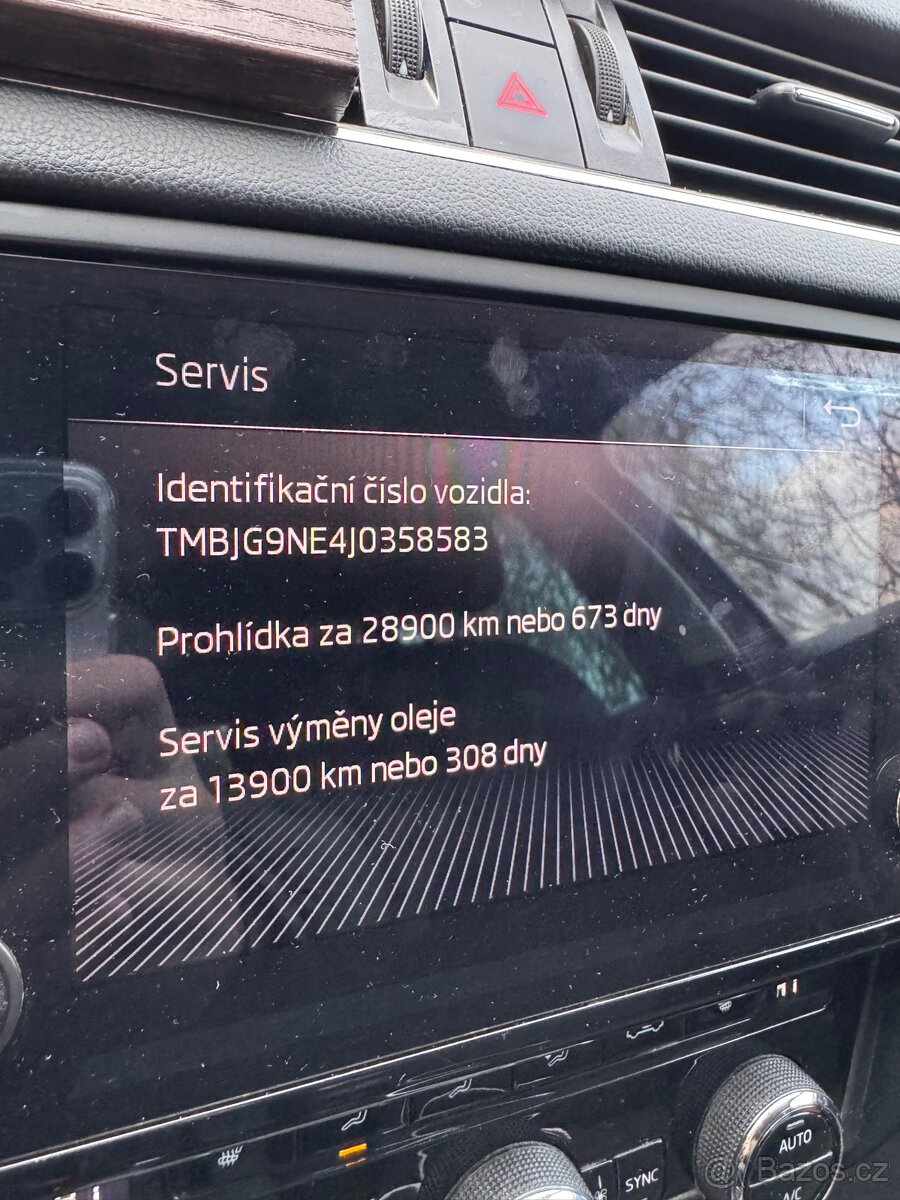 Servis
Identifikační číslo vozidla:
TMBJG9NE4J0358583
Prohlídka za 28900 km nebo 673 dny
Servis výměny oleje
za 13900 km nebo 308 dny
AUTO
SYNC
A/C
@ Bazos.cz